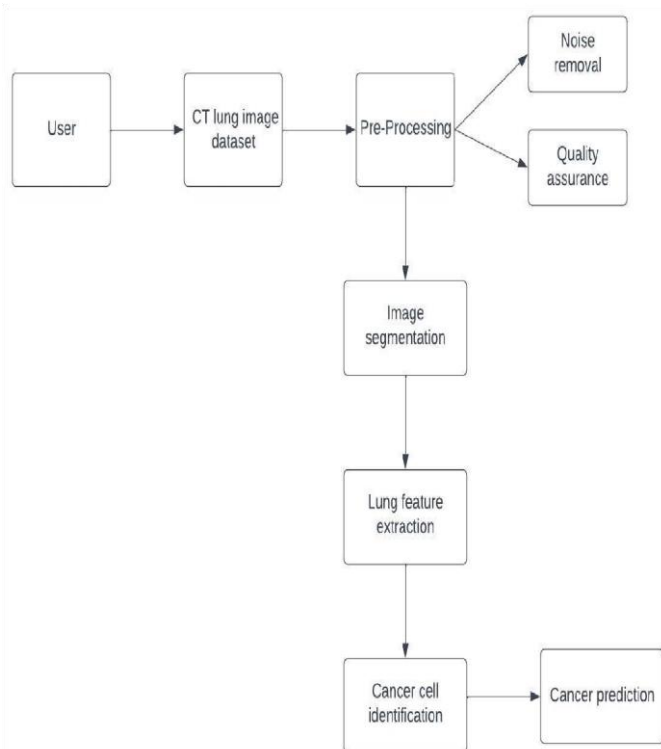 Noise
removal
User
CT lung image
dataset
Pre-Processing
Quality
assurance
Image
segmentation
Lung feature
extraction
Cancer cell
identification
Cancer prediction